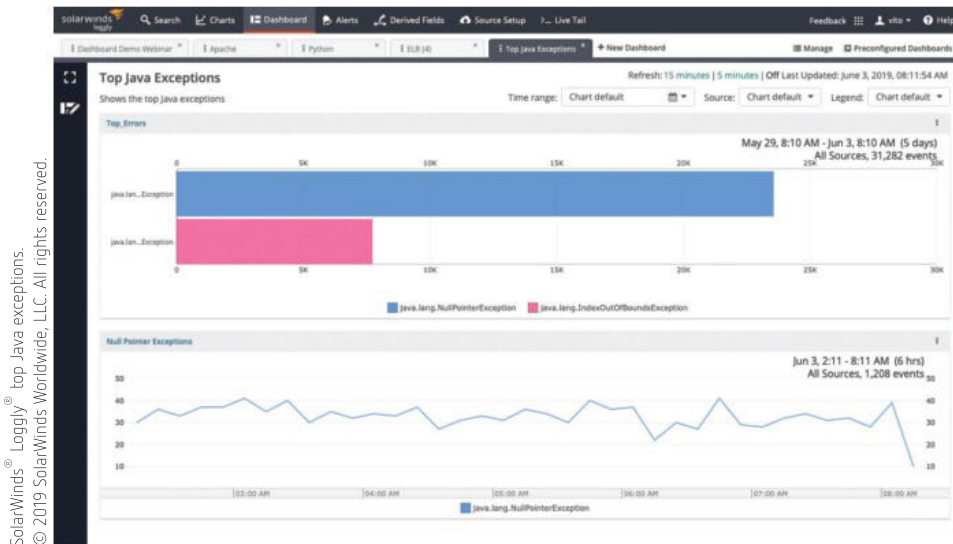 solarwinds
loggly
Search
Charts
Dashboard
Alerts
Derived Fields
Source Setup
Live Tail
Feedback
vito
Help
Dashboard Demo Webinar
Apache
Python
ELB (4)
Top Java Exceptions
+ New Dashboard
Manage
Preconfigured Dashboards
Top Java Exceptions
Refresh: 15 minutes | 5 minutes | Off Last Updated: June 3, 2019, 08:11:54 AM
Shows the top Java exceptions
Time range: Chart default
Source: Chart default
Legend: Chart default
Top_Errors
May 29, 8:10 AM - Jun 3, 8:10 AM (5 days)
All Sources, 31,282 events
0 5K 10K 15K 20K 25K 30K
java.lan...Exception
java.lan...Exception
0 5K 10K 15K 20K 25K 30K
java.lang.NullPointerException java.lang.IndexOutOfBoundsException
Null Pointer Exceptions
Jun 3, 2:11 - 8:11 AM (6 hrs)
All Sources, 1,208 events
50 50
40 40
30 30
20 20
10 10
03:00 AM 04:00 AM 05:00 AM 06:00 AM 07:00 AM 08:00 AM
java.lang.NullPointerException
SolarWinds® Loggly® top Java exceptions.
© 2019 SolarWinds Worldwide, LLC. All rights reserved.